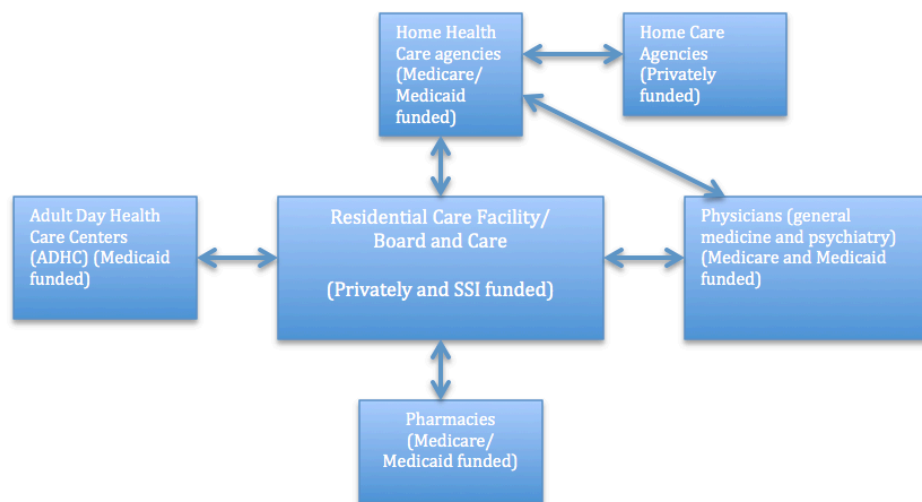 Home Health
Care agencies
(Medicare/
Medicaid
funded)
Home Care
Agencies
(Privately
funded)
Adult Day Health
Care Centers
(ADHC) (Medicaid
funded)
Residential Care Facility/
Board and Care
(Privately and SSI funded)
Physicians (general
medicine and psychiatry)
(Medicare and Medicaid
funded)
Pharmacies
(Medicare/
Medicaid funded)